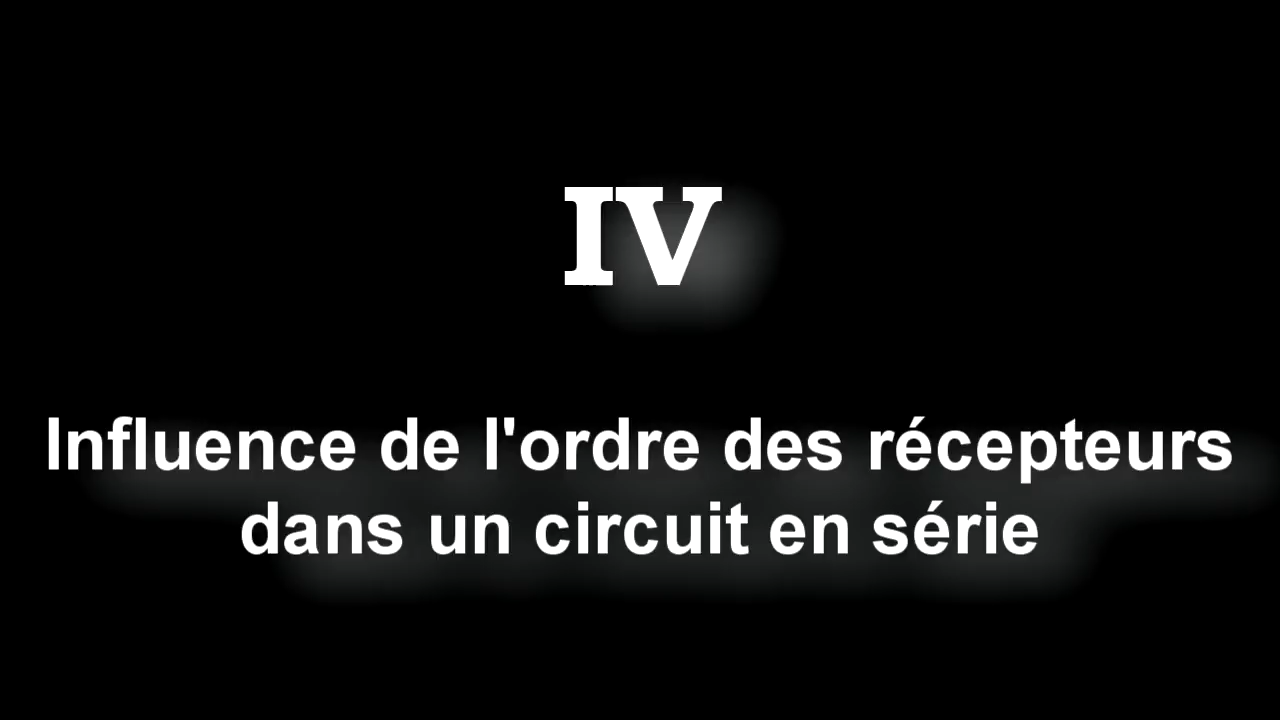 IV
Influence de l'ordre des récepteurs
dans un circuit en série